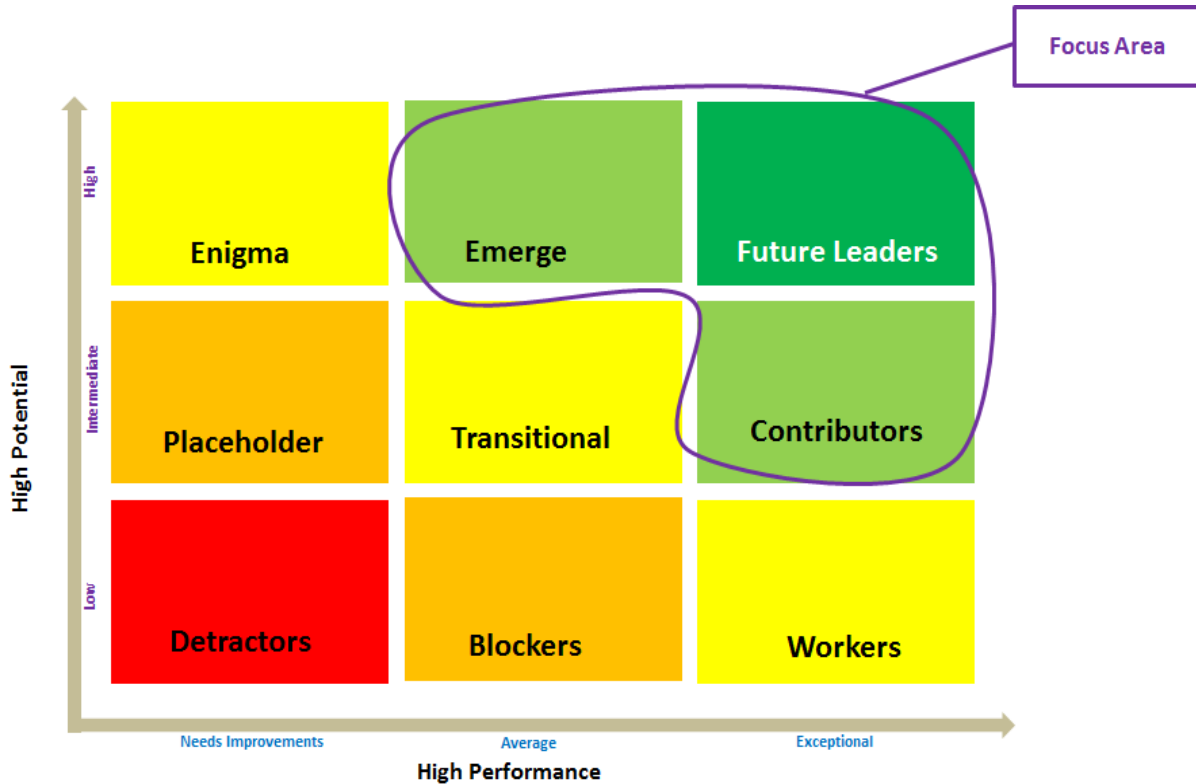 Focus Area
High
Enigma
Emerge
Future Leaders
High Potential
Intermediate
Placeholder
Transitional
Contributors
Low
Detractors
Blockers
Workers
Needs Improvements
Average
Exceptional
High Performance